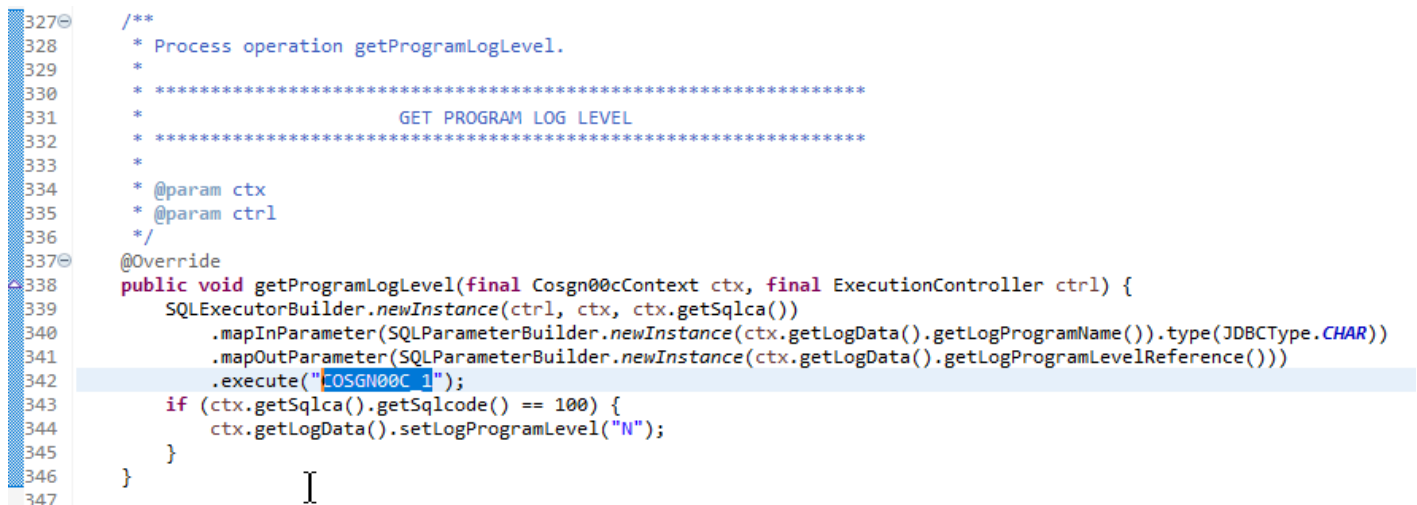 327 /**
328  * Process operation getProgramLogLevel.
329  *
330  * ****************************************************************
331  *                       GET PROGRAM LOG LEVEL
332  * ****************************************************************
333  *
334  * @param ctx
335  * @param ctrl
336  */
337 @Override
338 public void getProgramLogLevel(final Cosgn00cContext ctx, final ExecutionController ctrl) {
339     SQLExecutorBuilder.newInstance(ctrl, ctx, ctx.getSqlca())
340         .mapInParameter(SQLParameterBuilder.newInstance(ctx.getLogData().getLogProgramName()).type(JDBCType.CHAR))
341         .mapOutParameter(SQLParameterBuilder.newInstance(ctx.getLogData().getLogProgramLevelReference()))
342         .execute("COSGN00C_1");
343     if (ctx.getSqlca().getSqlcode() == 100) {
344         ctx.getLogData().setLogProgramLevel("N");
345     }
346 }
347